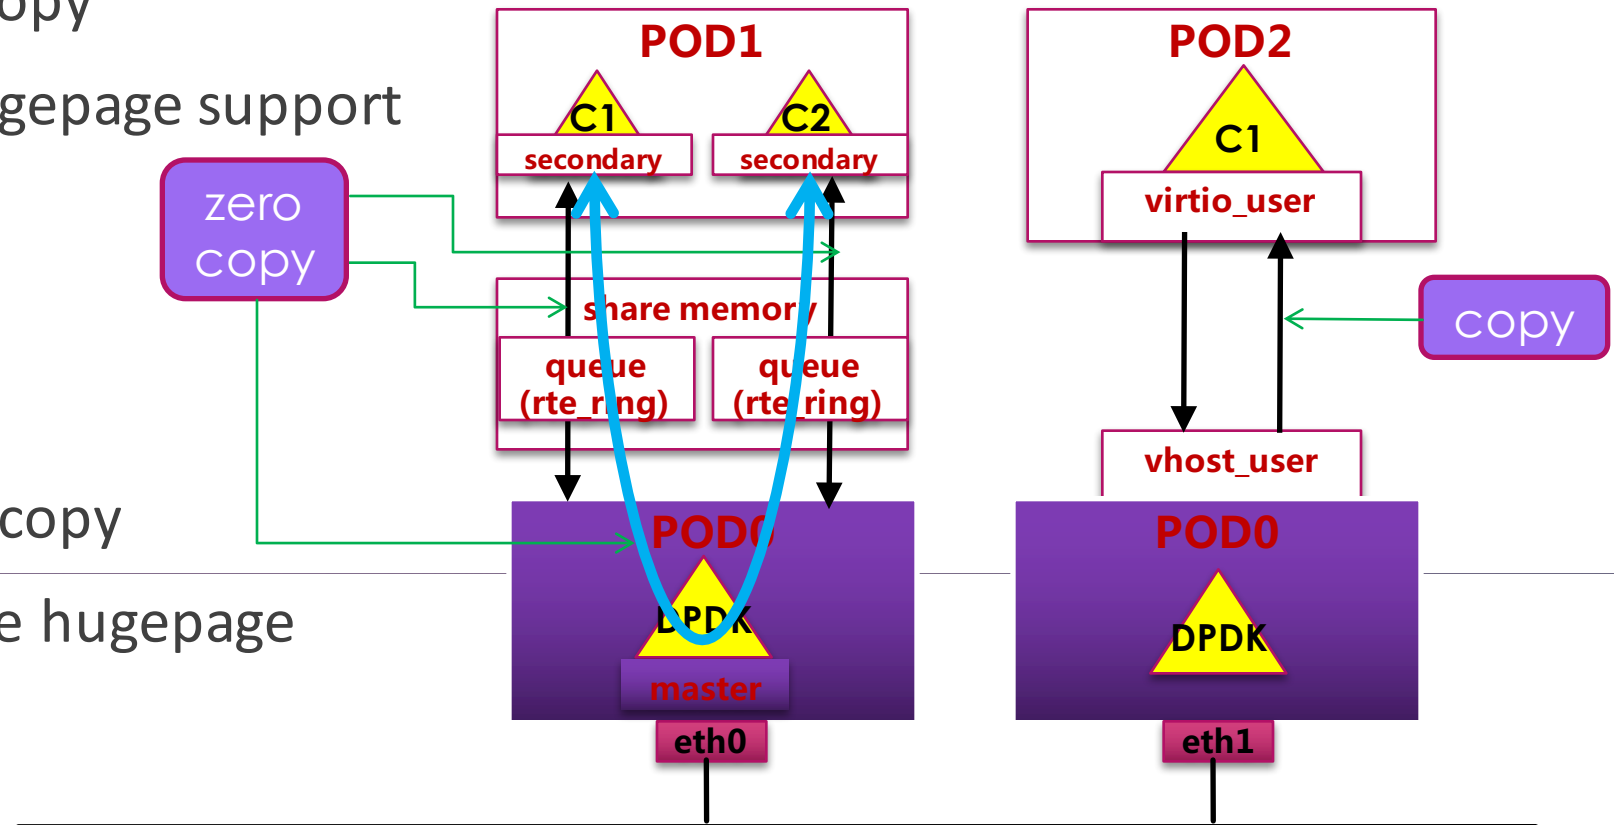 opy
gepage support
copy
e hugepage
zero
copy
POD1
C1
C2
secondary
secondary
share memory
queue
(rte_ring)
queue
(rte_ring)
POD0
DPDK
master
eth0
POD2
C1
virtio_user
copy
vhost_user
POD0
DPDK
eth1